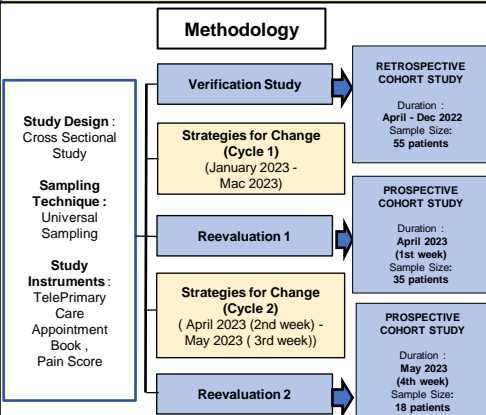 Methodology
Study Design :
Cross Sectional
Study
Sampling
Technique :
Universal
Sampling
Study
Instruments :
TelePrimary
Care
Appointment
Book ,
Pain Score
Verification Study
Strategies for Change
(Cycle 1)
(January 2023 -
Mac 2023)
Reevaluation 1
Strategies for Change
(Cycle 2)
( April 2023 (2nd week) -
May 2023 ( 3rd week))
Reevaluation 2
RETROSPECTIVE
COHORT STUDY
Duration :
April - Dec 2022
Sample Size:
55 patients
PROSPECTIVE
COHORT STUDY
Duration :
April 2023
(1st week)
Sample Size:
35 patients
PROSPECTIVE
COHORT STUDY
Duration :
May 2023
(4th week)
Sample Size:
18 patients